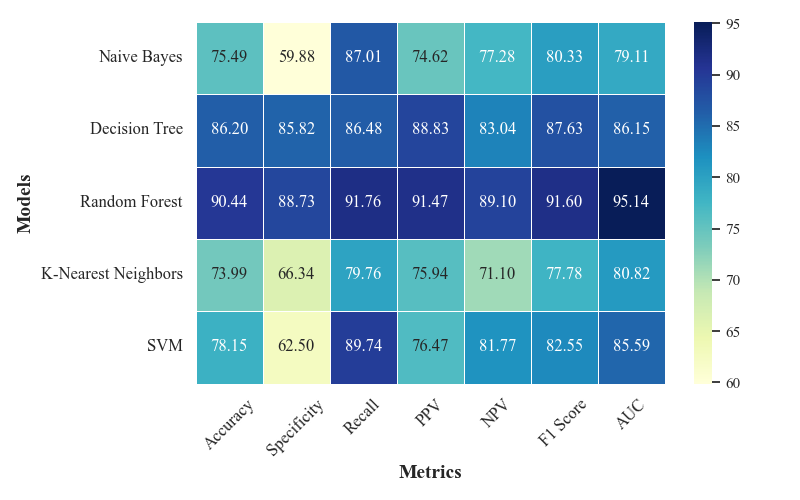 Models
Naive Bayes 75.49 59.88 87.01 74.62 77.28 80.33 79.11
Decision Tree 86.20 85.82 86.48 88.83 83.04 87.63 86.15
Random Forest 90.44 88.73 91.76 91.47 89.10 91.60 95.14
K-Nearest Neighbors 73.99 66.34 79.76 75.94 71.10 77.78 80.82
SVM 78.15 62.50 89.74 76.47 81.77 82.55 85.59
Accuracy Specificity Recall PPV NPV F1 Score AUC
Metrics
95
90
85
80
75
70
65
60